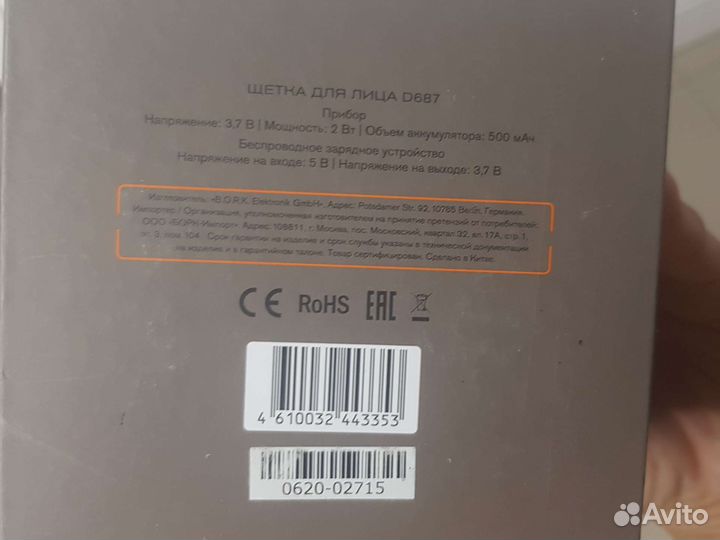 ЩЕТКА ДЛЯ ЛИЦА D687
Прибор
Напряжение: 3,7 В | Мощность: 2 Вт | Объем аккумулятора: 500 мАч
Беспроводное зарядное устройство
Напряжение на входе: 5 В | Напряжение на выходе: 3,7 В
Изготовитель: «B.O.R.K. Elektronik GmbH». Адрес: Potsdamer Str. 92, 10785 Berlin, Германия.
Импортер / Организация, уполномоченная изготовителем на принятие претензий от потребителей:
ООО «БОРК-Импорт». Адрес: 108811, г. Москва, пос. Московский, квартал. 32, вл. 17А, стр. 1,
эт. 3, пом. 104. Срок гарантии на изделие и срок службы указаны в технической документации
на изделие и в гарантийном талоне. Товар сертифицирован. Сделано в Китае.
CE RoHS EAC
4 610032 443353
0620-02715
Avito